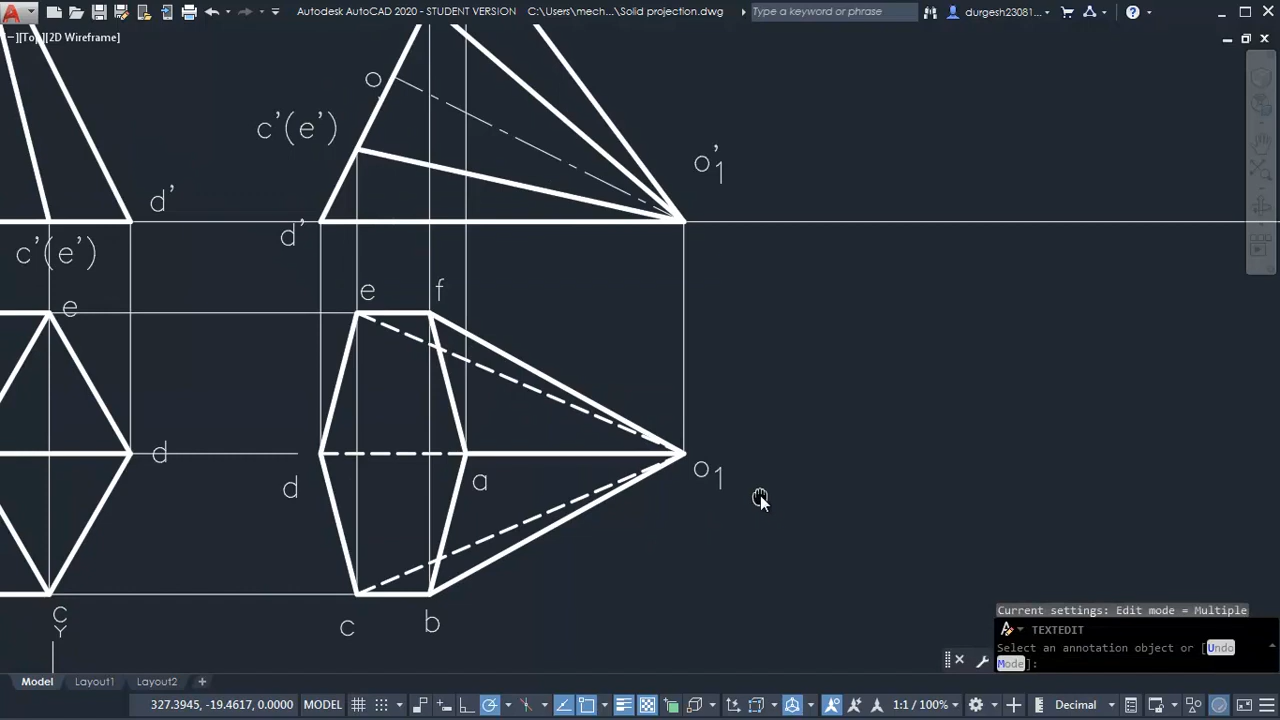 Autodesk AutoCAD 2020 - STUDENT VERSION C:\Users\mech...\Solid projection.dwg Type a keyword or phrase durgesh23081...
−][Top][2D Wireframe]
o
c'(e')
o'1
d'
d'
c'(e')
e
e f
d
d a o1
c
c b
Y
Current settings: Edit mode = Multiple
TEXTEDIT
Select an annotation object or [Undo
Mode]:
Model Layout1 Layout2 +
327.3945, -19.4617, 0.0000 MODEL 1:1 / 100% Decimal